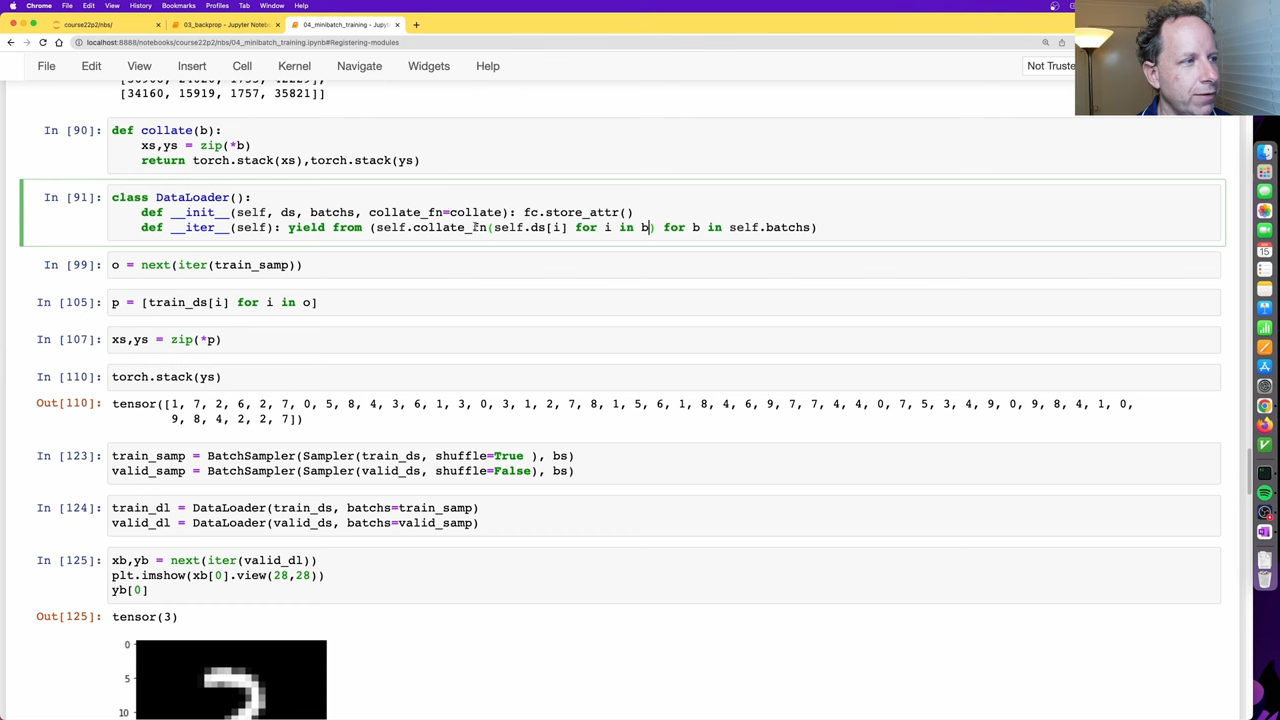 Chrome File Edit View History Bookmarks Profiles Tab Window Help
course22p2/nbs/
03_backprop - Jupyter Noteb
04_minibatch_training - Jupyte
localhost:8888/notebooks/course22p2/nbs/04_minibatch_training.ipynb#Registering-modules
File Edit View Insert Cell Kernel Navigate Widgets Help
Not Truste
[34160, 15919, 1757, 35821]]
In [90]: def collate(b):
xs,ys = zip(*b)
return torch.stack(xs),torch.stack(ys)
In [91]: class DataLoader():
def __init__(self, ds, batchs, collate_fn=collate): fc.store_attr()
def __iter__(self): yield from (self.collate_fn(self.ds[i] for i in b) for b in self.batchs)
In [99]: o = next(iter(train_samp))
In [105]: p = [train_ds[i] for i in o]
In [107]: xs,ys = zip(*p)
In [110]: torch.stack(ys)
Out[110]: tensor([1, 7, 2, 6, 2, 7, 0, 5, 8, 4, 3, 6, 1, 3, 0, 3, 1, 2, 7, 8, 1, 5, 6, 1, 8, 4, 6, 9, 7, 7, 4, 4, 0, 7, 5, 3, 4, 9, 0, 9, 8, 4, 1, 0,
9, 8, 4, 2, 2, 7])
In [123]: train_samp = BatchSampler(Sampler(train_ds, shuffle=True ), bs)
valid_samp = BatchSampler(Sampler(valid_ds, shuffle=False), bs)
In [124]: train_dl = DataLoader(train_ds, batchs=train_samp)
valid_dl = DataLoader(valid_ds, batchs=valid_samp)
In [125]: xb,yb = next(iter(valid_dl))
plt.imshow(xb[0].view(28,28))
yb[0]
Out[125]: tensor(3)
0
5
10
15